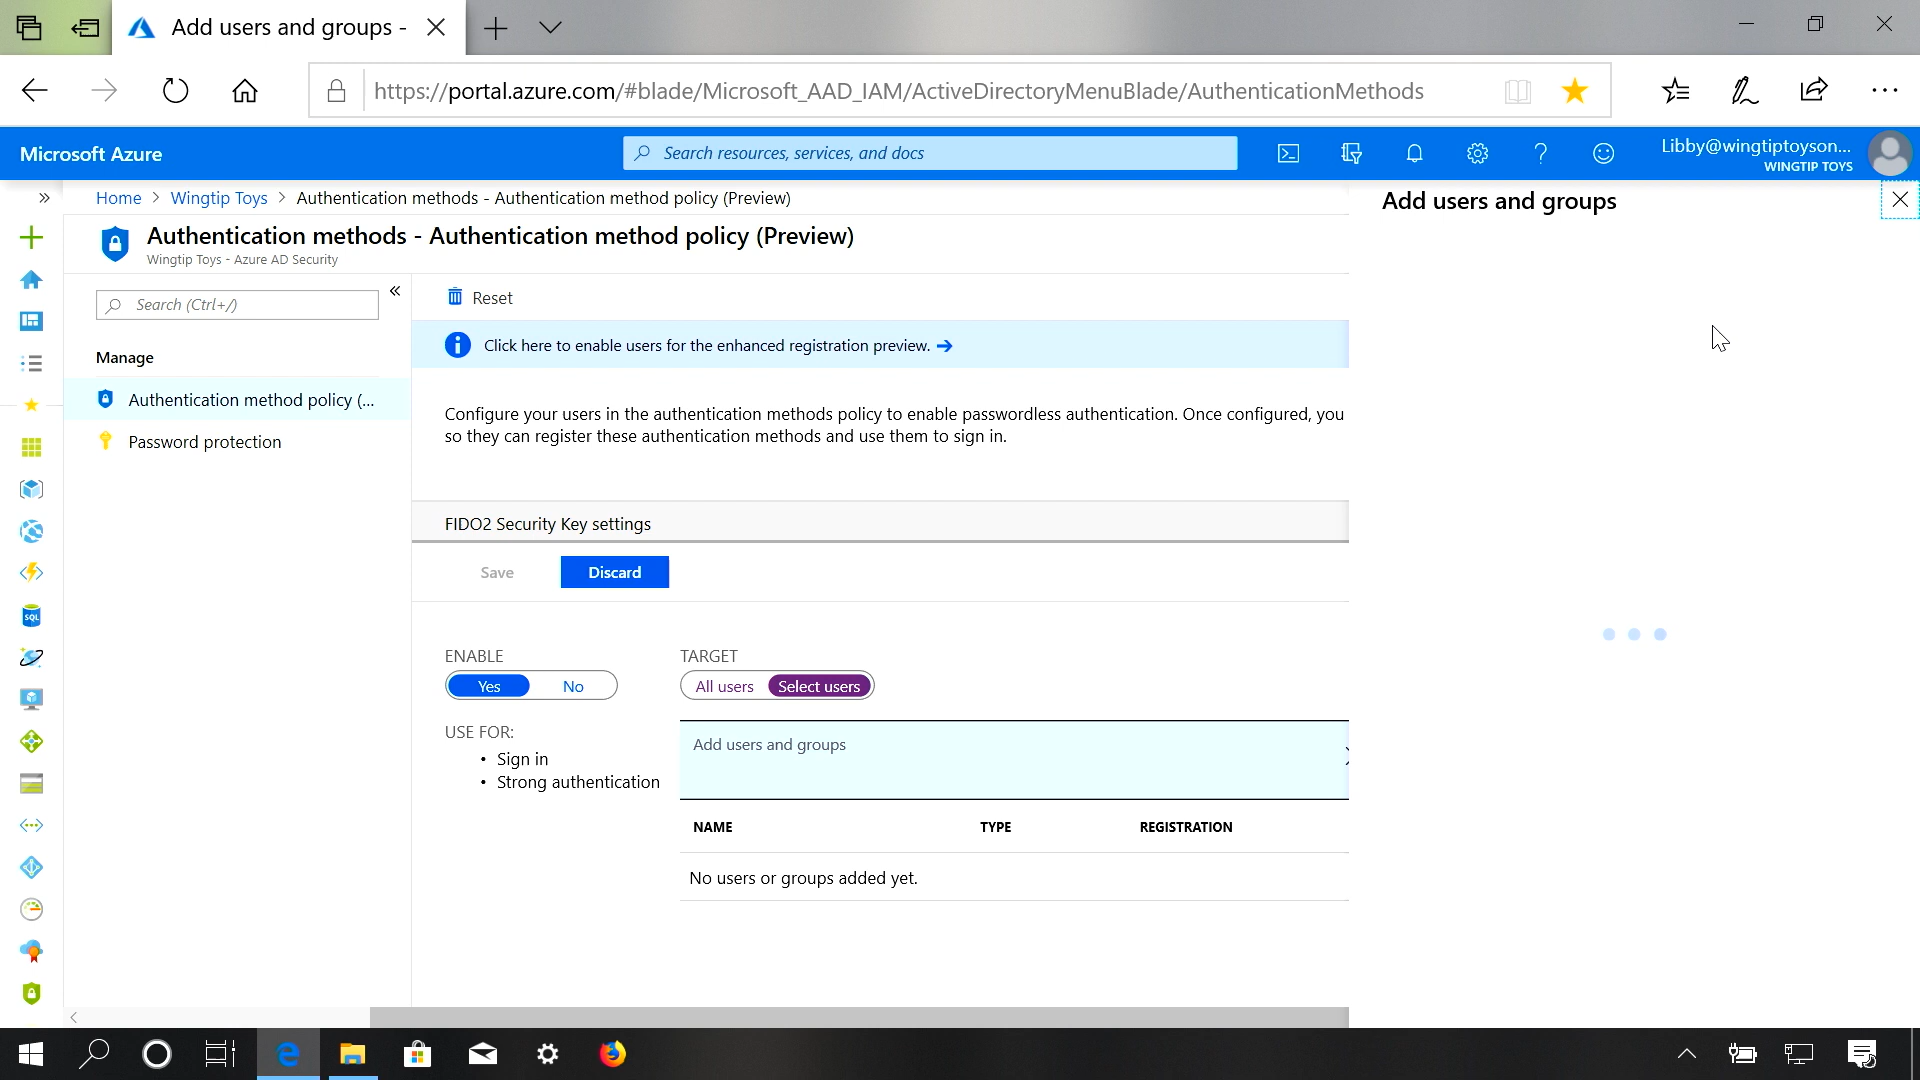 Add users and groups -
https://portal.azure.com/#blade/Microsoft_AAD_IAM/ActiveDirectoryMenuBlade/AuthenticationMethods
Microsoft Azure
Search resources, services, and docs
Libby@wingtiptoyson...
WINGTIP TOYS
Home > Wingtip Toys > Authentication methods - Authentication method policy (Preview)
Add users and groups
Authentication methods - Authentication method policy (Preview)
Wingtip Toys - Azure AD Security
Search (Ctrl+/)
Manage
Authentication method policy (...
Password protection
Reset
Click here to enable users for the enhanced registration preview.
Configure your users in the authentication methods policy to enable passwordless authentication. Once configured, you
so they can register these authentication methods and use them to sign in.
FIDO2 Security Key settings
Save Discard
ENABLE TARGET
Yes No All users Select users
USE FOR:
• Sign in
• Strong authentication
Add users and groups
NAME TYPE REGISTRATION
No users or groups added yet.
SQL